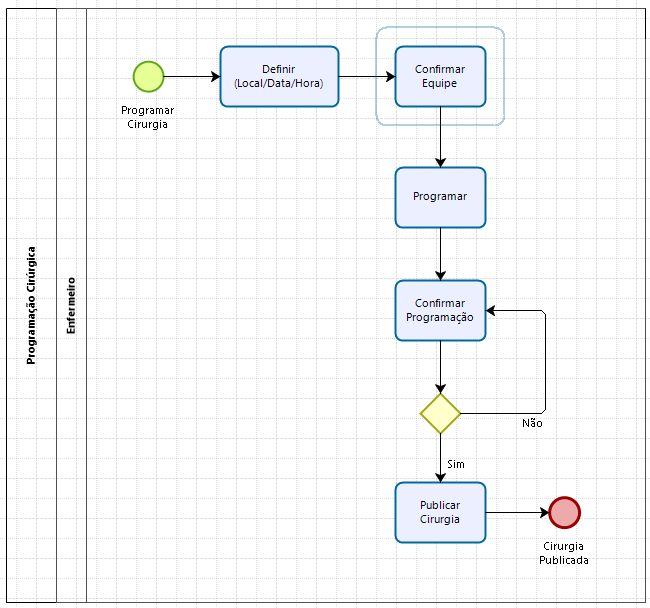 Programação Cirúrgica
Enfermeiro
Programar
Cirurgia
Definir
(Local/Data/Hora)
Confirmar
Equipe
Programar
Confirmar
Programação
Não
Sim
Publicar
Cirurgia
Cirurgia
Publicada